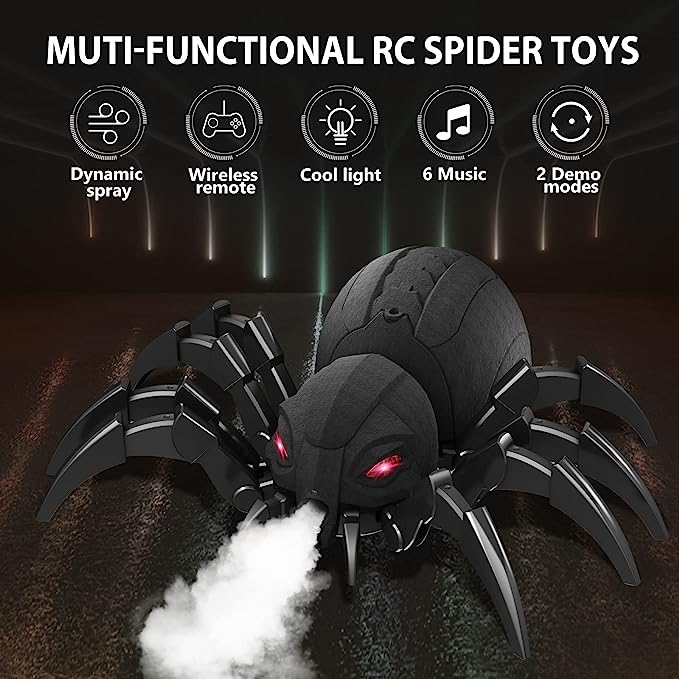 MUTI-FUNCTIONAL RC SPIDER TOYS
Dynamic
spray
Wireless
remote
Cool light
6 Music
2 Demo
modes